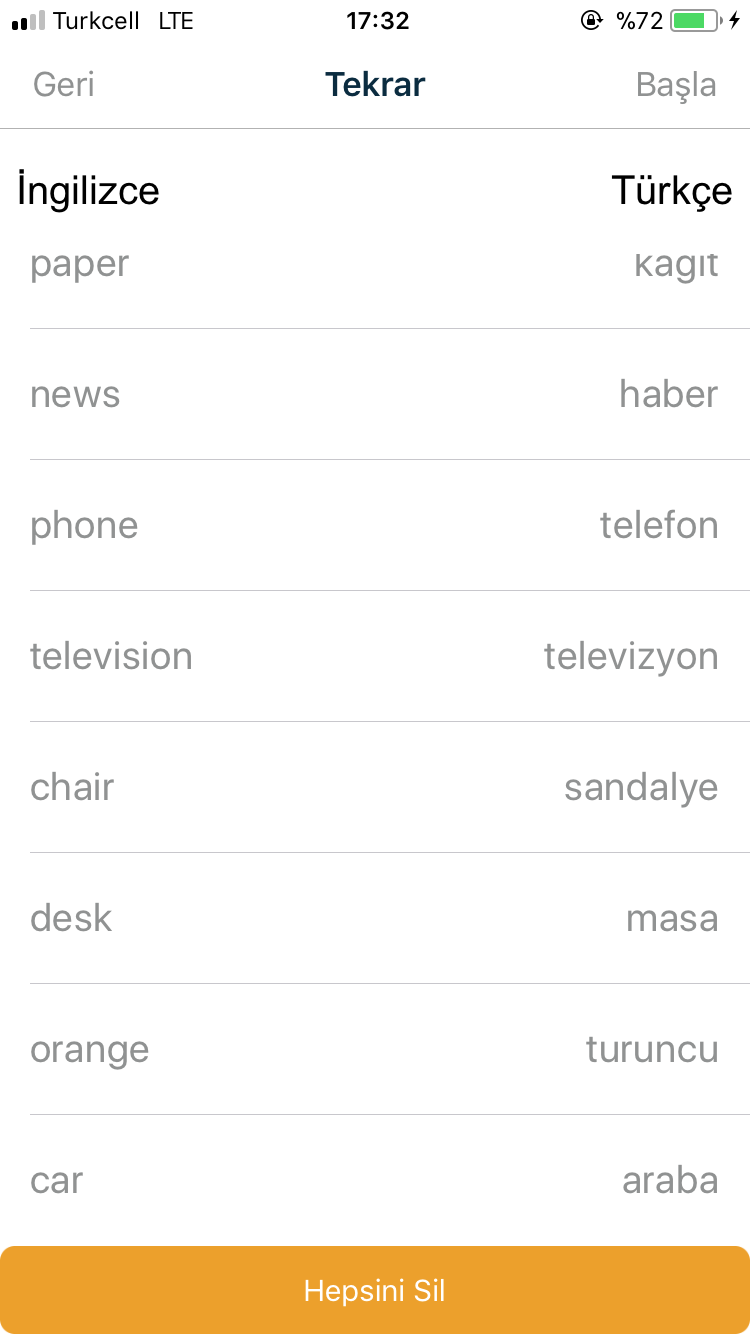 Turkcell LTE 17:32 %72
Geri Tekrar Başla
İngilizce Türkçe
paper kagıt
news haber
phone telefon
television televizyon
chair sandalye
desk masa
orange turuncu
car araba
Hepsini Sil